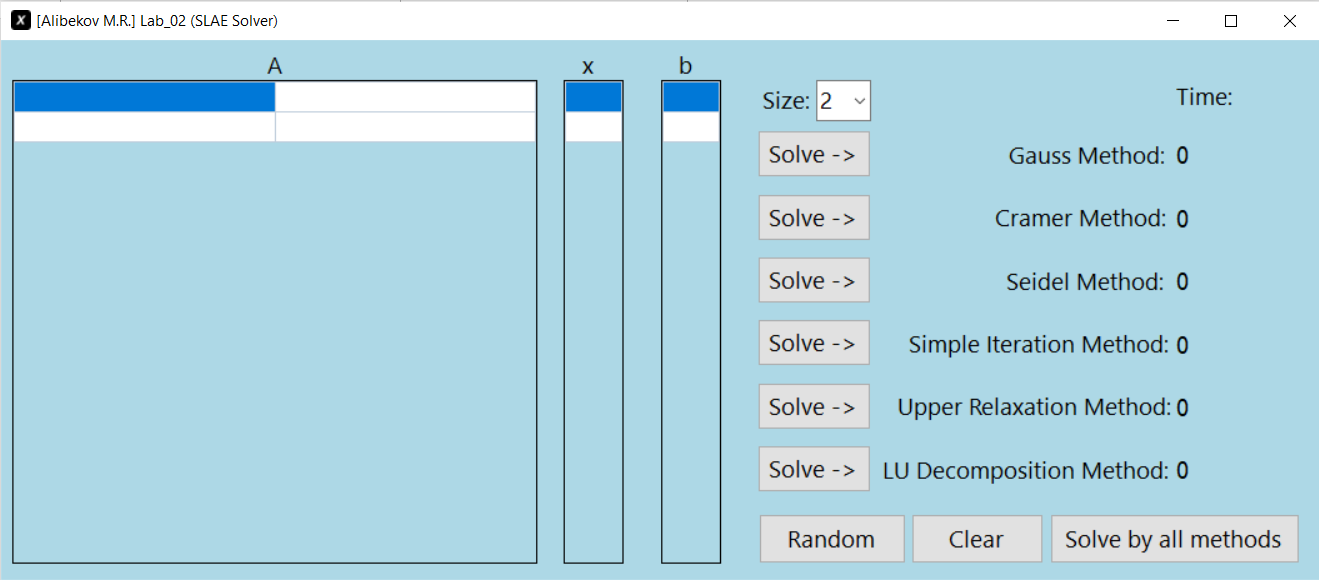 [Alibekov M.R.] Lab_02 (SLAE Solver)
A x b
Size: 2 Time:
Solve -> Gauss Method: 0
Solve -> Cramer Method: 0
Solve -> Seidel Method: 0
Solve -> Simple Iteration Method: 0
Solve -> Upper Relaxation Method: 0
Solve -> LU Decomposition Method: 0
Random Clear Solve by all methods